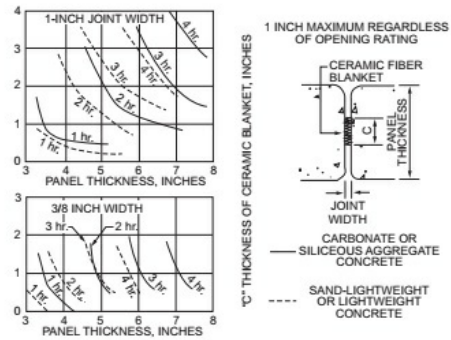 1-INCH JOINT WIDTH
4
3
2
1
0
1 hr.
1 hr.
2 hr.
2 hr.
3 hr.
4 hr.
3 hr.
4 hr.
3 4 5 6 7 8
PANEL THICKNESS, INCHES
3/8 INCH WIDTH
3 hr.
2 hr.
3
2
1
0
1 hr.
1 hr.
2 hr.
4 hr.
3 hr.
4 hr.
3 4 5 6 7 8
PANEL THICKNESS, INCHES
"C" THICKNESS OF CERAMIC BLANKET, INCHES
1 INCH MAXIMUM REGARDLESS
OF OPENING RATING
CERAMIC FIBER
BLANKET
C
PANEL
THICKNESS
JOINT
WIDTH
CARBONATE OR
SILICEOUS AGGREGATE
CONCRETE
SAND-LIGHTWEIGHT
OR LIGHTWEIGHT
CONCRETE